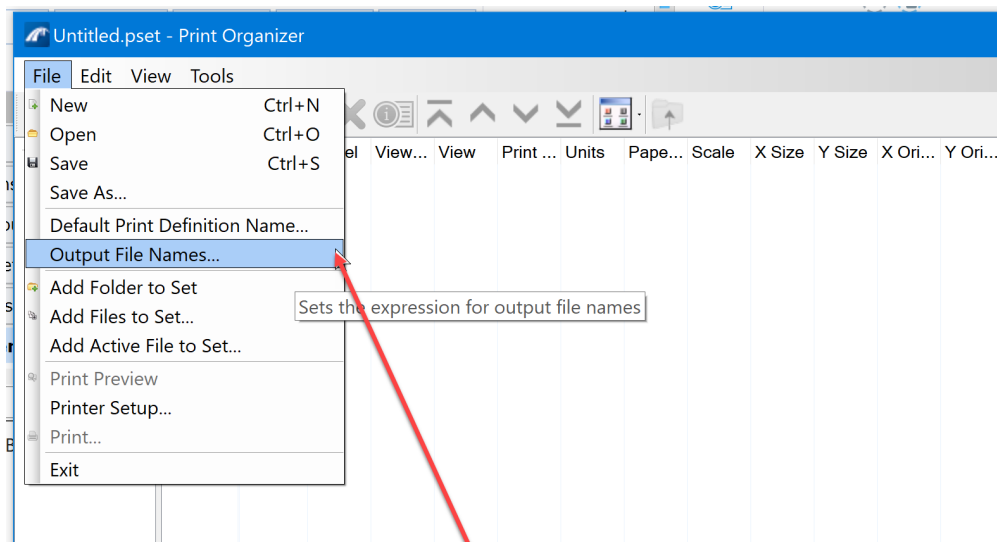 Untitled.pset - Print Organizer
File Edit View Tools
New Ctrl+N
Open Ctrl+O
Save Ctrl+S
Save As...
Default Print Definition Name...
Output File Names...
Add Folder to Set
Add Files to Set...
Add Active File to Set...
Print Preview
Printer Setup...
Print...
Exit
el View... View Print ... Units Pape... Scale X Size Y Size X Ori... Y Ori...
Sets the expression for output file names